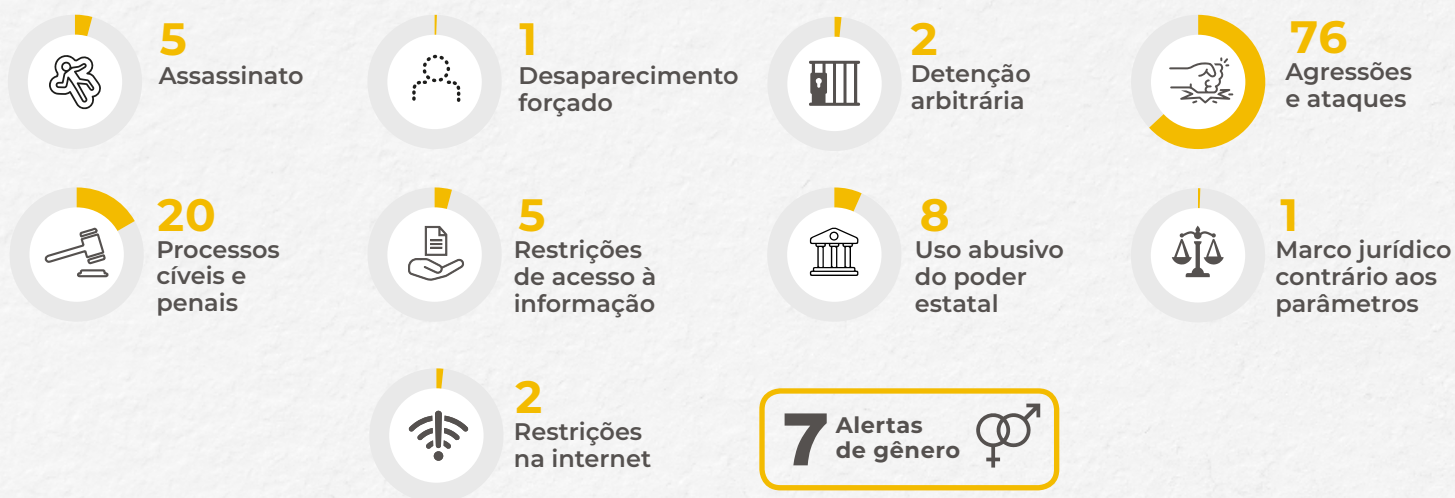 5
Assassinato
1
Desaparecimento
forçado
2
Detenção
arbitrária
76
Agressões
e ataques
20
Processos
cíveis e
penais
5
Restrições
de acesso à
informação
8
Uso abusivo
do poder
estatal
1
Marco jurídico
contrário aos
parâmetros
2
Restrições
na internet
7
Alertas
de gênero